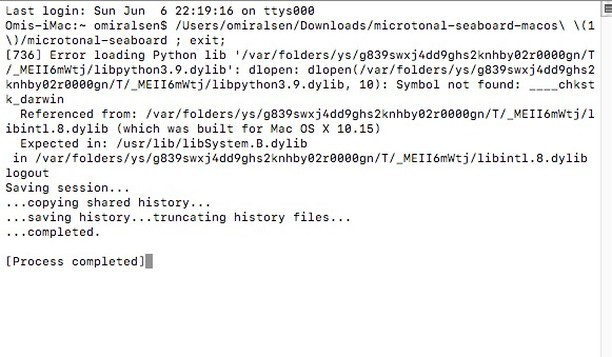 Last login: Sun Jun  6 22:19:16 on ttys000
Omis-iMac:~ omiralsen$ /Users/omiralsen/Downloads/microtonal-seaboard-macos\ \(1
\)/microtonal-seaboard ; exit;
[736] Error loading Python lib '/var/folders/ys/g839swxj4dd9ghs2knhby02r0000gn/T
/_MEII6mWtj/libpython3.9.dylib': dlopen: dlopen(/var/folders/ys/g839swxj4dd9ghs2
knhby02r0000gn/T/_MEII6mWtj/libpython3.9.dylib, 10): Symbol not found: ____chkst
k_darwin
  Referenced from: /var/folders/ys/g839swxj4dd9ghs2knhby02r0000gn/T/_MEII6mWtj/l
ibintl.8.dylib (which was built for Mac OS X 10.15)
  Expected in: /usr/lib/libSystem.B.dylib
 in /var/folders/ys/g839swxj4dd9ghs2knhby02r0000gn/T/_MEII6mWtj/libintl.8.dylib
logout
Saving session...
...copying shared history...
...saving history...truncating history files...
...completed.

[Process completed]